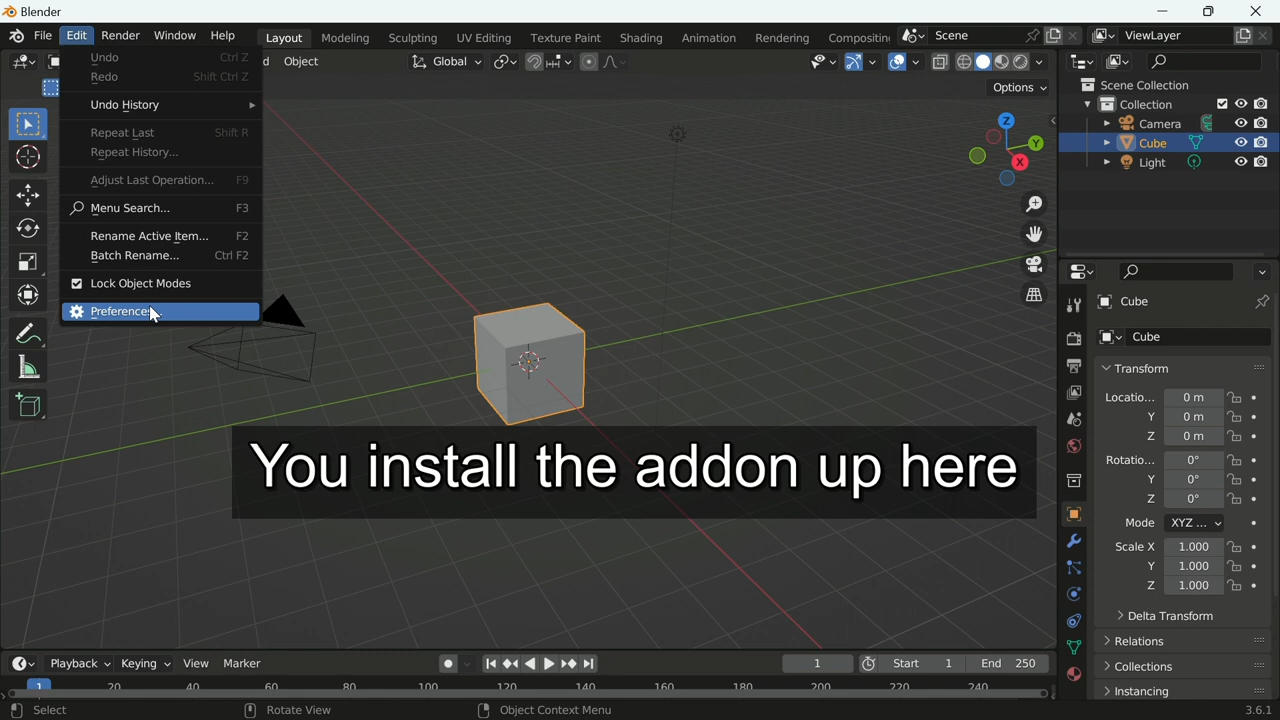 Blender
File Edit Render Window Help Layout Modeling Sculpting UV Editing Texture Paint Shading Animation Rendering Compositing Scene ViewLayer
d Object Global
Options
Undo Ctrl Z
Redo Shift Ctrl Z
Undo History
Repeat Last Shift R
Repeat History...
Adjust Last Operation... F9
Menu Search... F3
Rename Active Item... F2
Batch Rename... Ctrl F2
Lock Object Modes
Preferences...
Z
Y
X
You install the addon up here
Scene Collection
Collection
Camera
Cube
Light
Cube
Cube
Transform
Locatio... 0 m
Y 0 m
Z 0 m
Rotatio... 0°
Y 0°
Z 0°
Mode XYZ ...
Scale X 1.000
Y 1.000
Z 1.000
Delta Transform
Relations
Collections
Instancing
Playback Keying View Marker 1 Start 1 End 250
1 20 40 60 80 100 120 140 160 180 200 220 240
Select Rotate View Object Context Menu 3.6.1